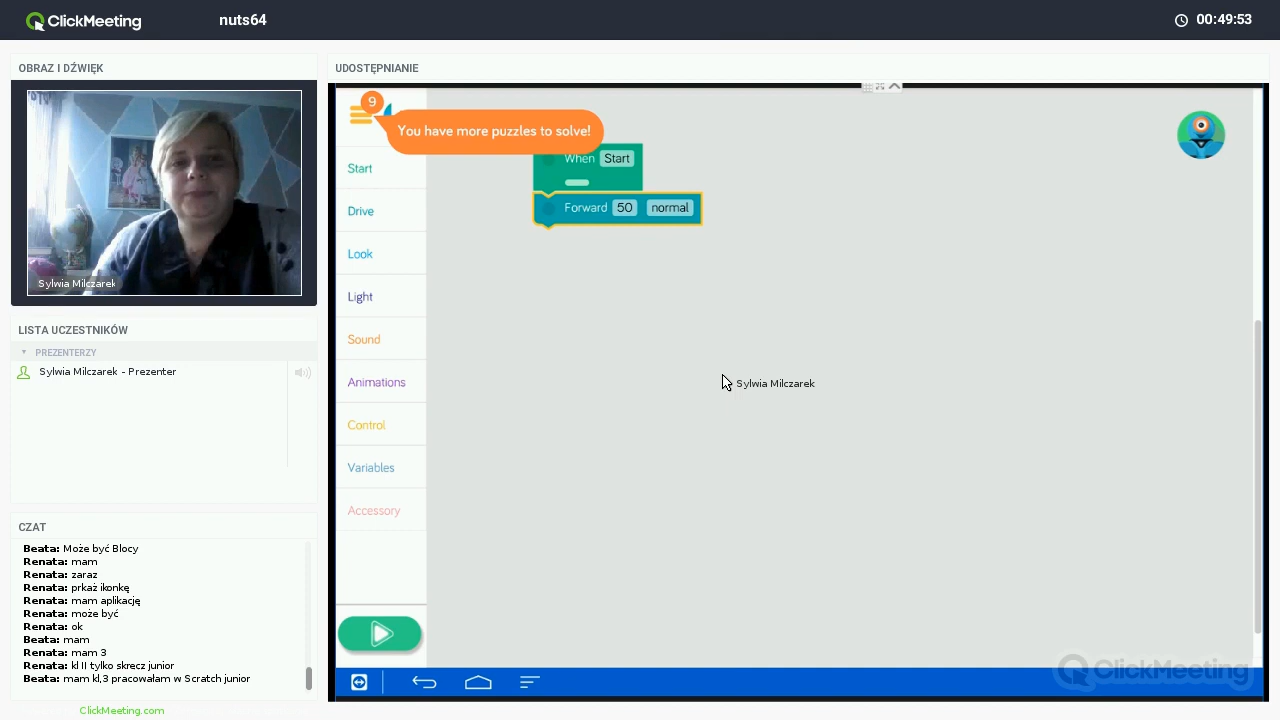 ClickMeeting
nuts64
00:49:53
OBRAZ I DŹWIĘK
Sylwia Milczarek
LISTA UCZESTNIKÓW
PREZENTERZY
Sylwia Milczarek - Prezenter
CZAT
Beata: Może być Blocy
Renata: mam
Renata: zaraz
Renata: prkaż ikonkę
Renata: mam aplikację
Renata: może być
Renata: ok
Beata: mam
Renata: mam 3
Renata: kl II tylko skrecz junior
Beata: mam kl,3 pracowałam w Scratch junior
ClickMeeting.com
UDOSTĘPNIANIE
9
You have more puzzles to solve!
Start
Drive
Look
Light
Sound
Animations
Control
Variables
Accessory
When Start
Forward 50 normal
Sylwia Milczarek
ClickMeeting